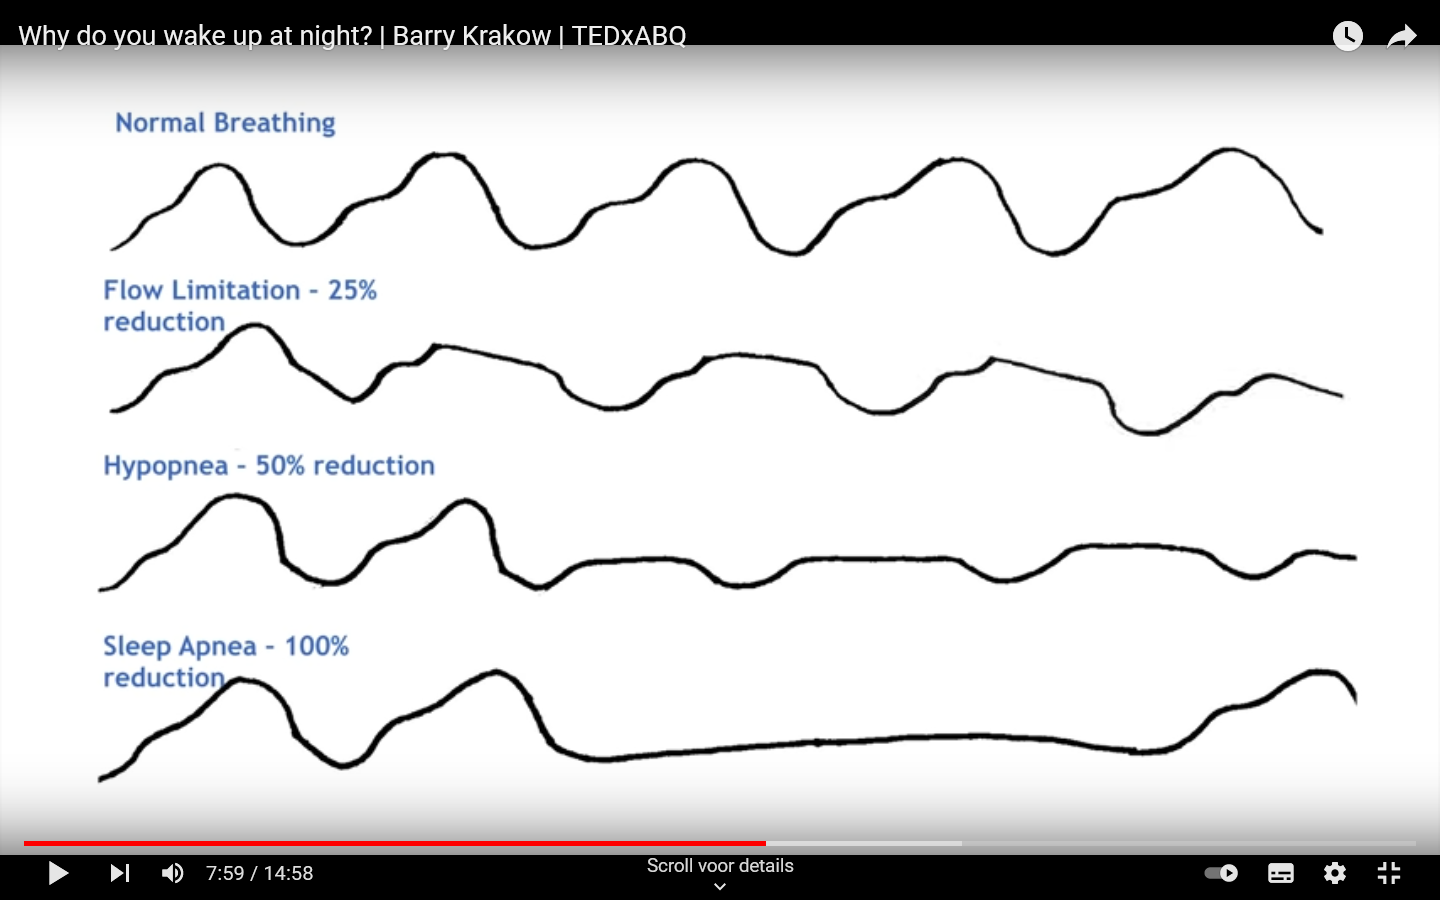 Why do you wake up at night? | Barry Krakow | TEDxABQ
Normal Breathing
Flow Limitation - 25%
reduction
Hypopnea - 50% reduction
Sleep Apnea - 100%
reduction
7:59 / 14:58
Scroll voor details